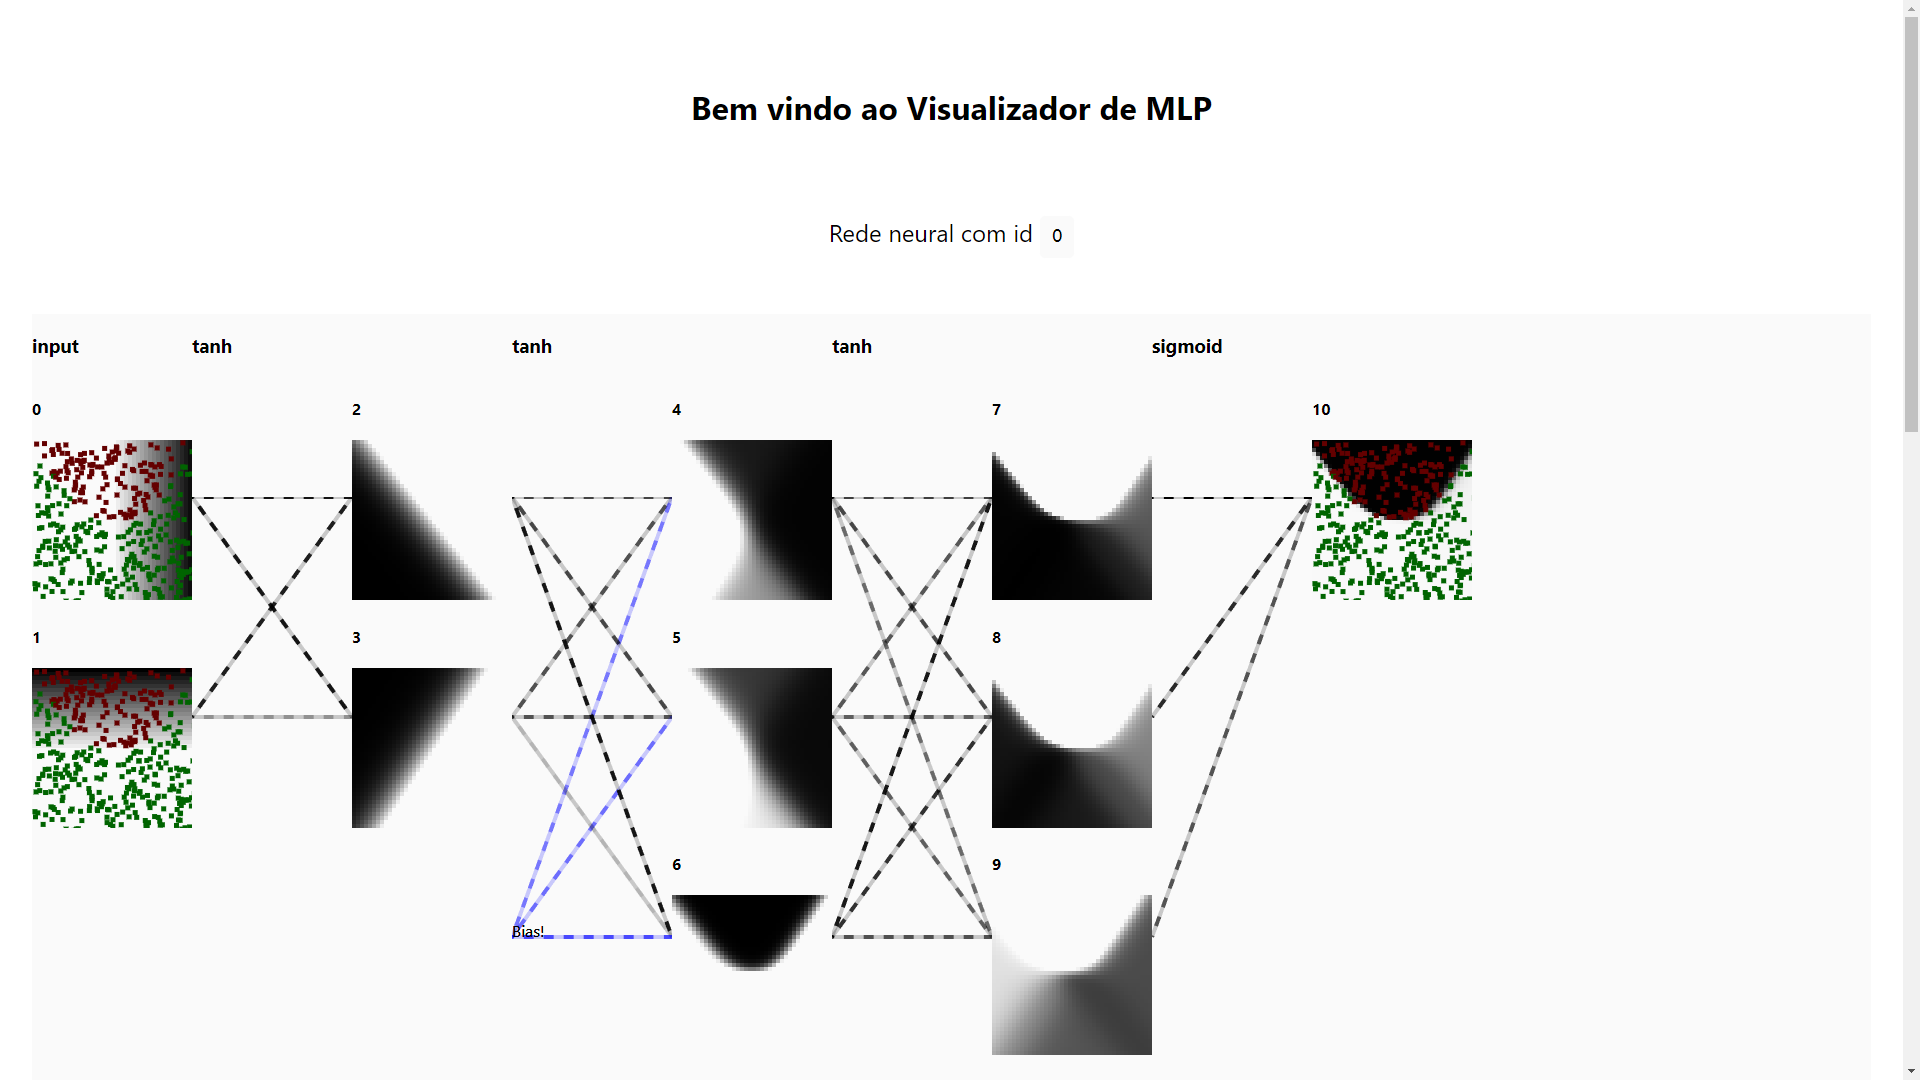 Bem vindo ao Visualizador de MLP
Rede neural com id 0
input tanh tanh tanh sigmoid
0 2 4 7 10
1 3 5 8
6 9
Bias!